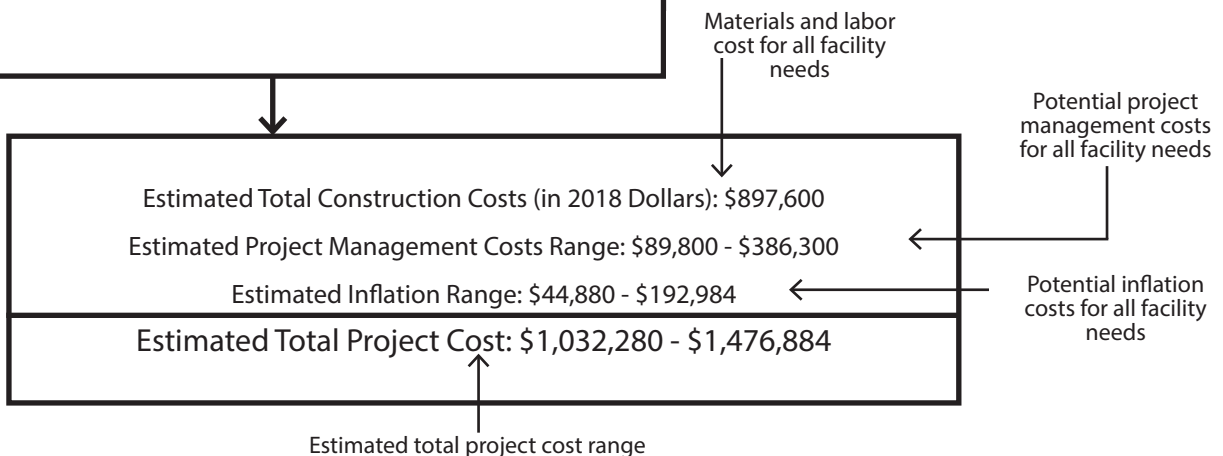 Materials and labor
cost for all facility
needs
Potential project
management costs
for all facility needs
Estimated Total Construction Costs (in 2018 Dollars): $897,600
Estimated Project Management Costs Range: $89,800 - $386,300
Estimated Inflation Range: $44,880 - $192,984
Potential inflation
costs for all facility
needs
Estimated Total Project Cost: $1,032,280 - $1,476,884
Estimated total project cost range